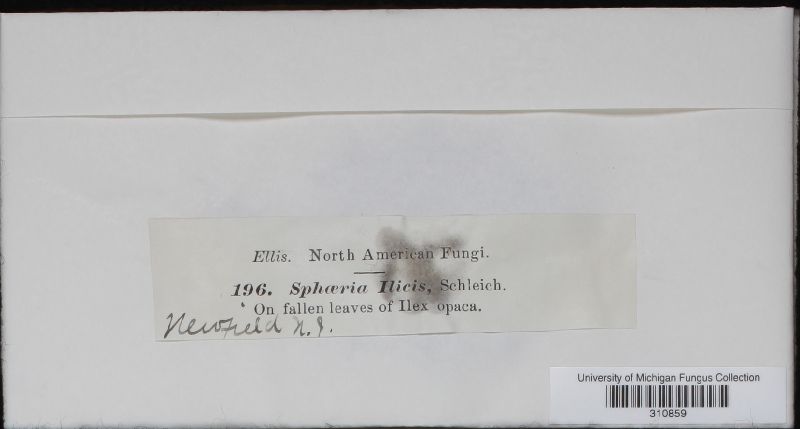 Ellis. North American Fungi.
196. Sphæria Ilicis, Schleich.
On fallen leaves of Ilex opaca.
Newfield N.J.
University of Michigan Fungus Collection
310859